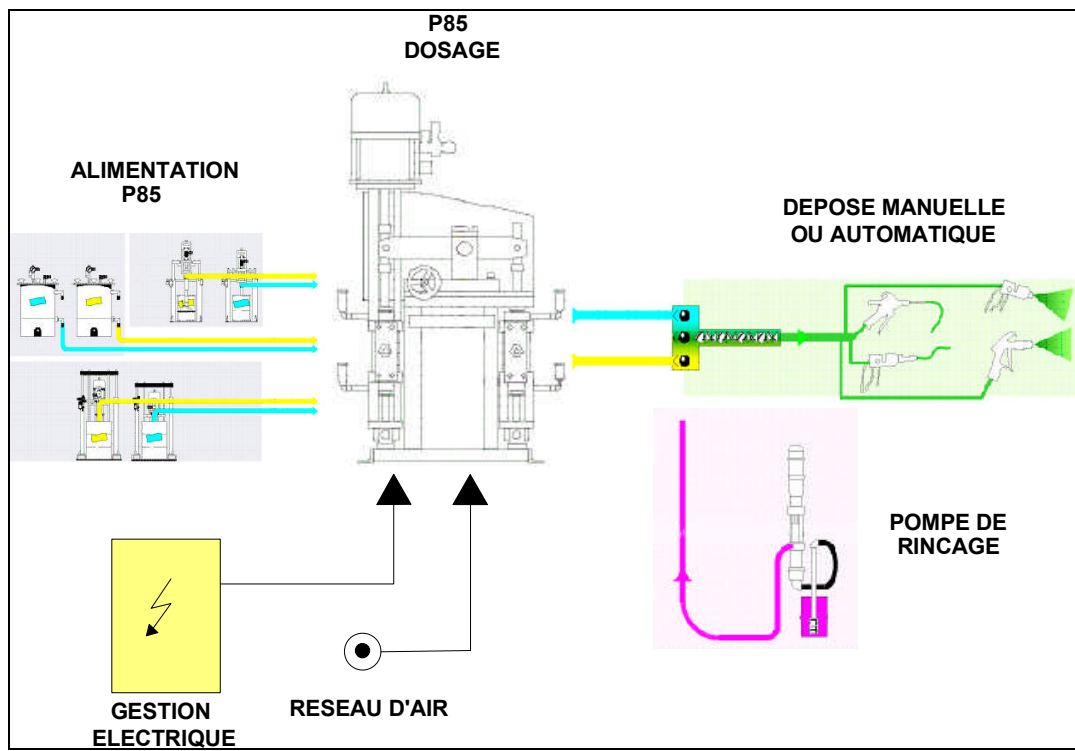 P85
DOSAGE
ALIMENTATION
P85
DEPOSE MANUELLE
OU AUTOMATIQUE
POMPE DE
RINCAGE
RESEAU D'AIR
GESTION
ELECTRIQUE